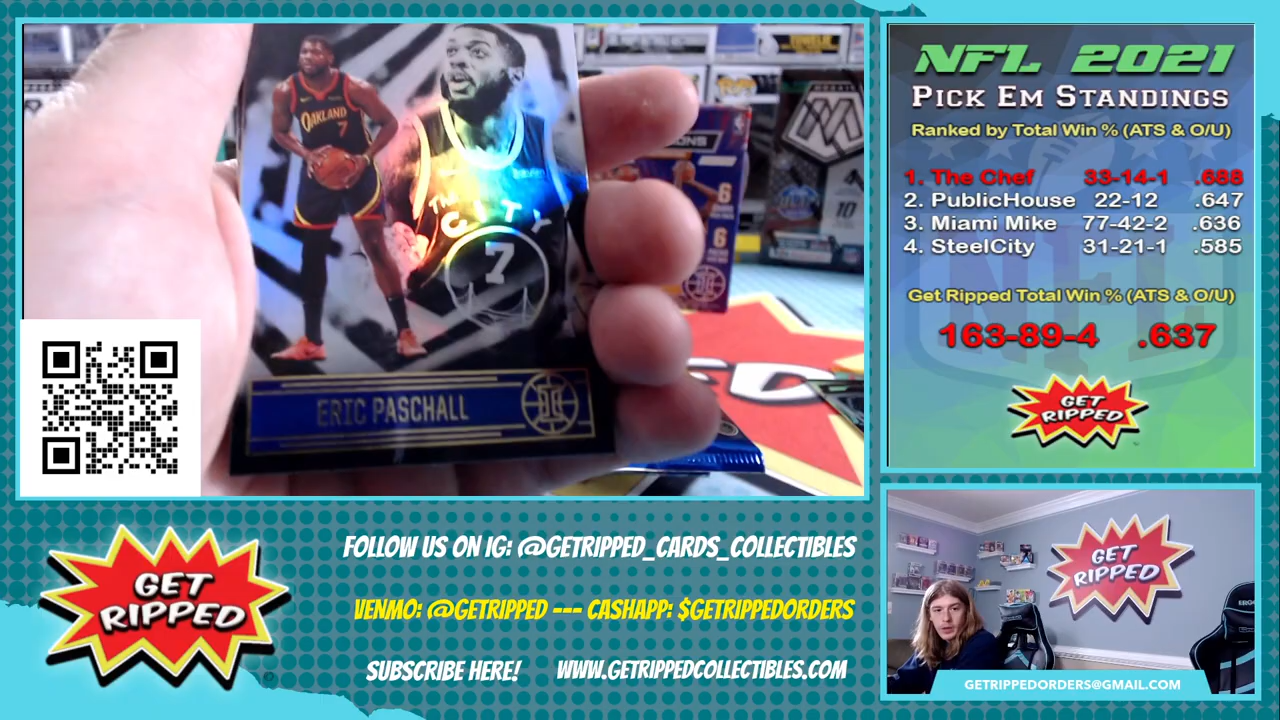 OAKLAND
7
THE
CITY
7
ERIC PASCHALL
6
6
10
NFL 2021
PICK EM STANDINGS
Ranked by Total Win % (ATS & O/U)
1. The Chef 33-14-1 .688
2. PublicHouse 22-12 .647
3. Miami Mike 77-42-2 .636
4. SteelCity 31-21-1 .585
Get Ripped Total Win % (ATS & O/U)
163-89-4 .637
GET
RIPPED
GET
RIPPED
FOLLOW US ON IG: @GETRIPPED_CARDS_COLLECTIBLES
VENMO: @GETRIPPED --- CASHAPP: $GETRIPPEDORDERS
SUBSCRIBE HERE! WWW.GETRIPPEDCOLLECTIBLES.COM
GET
RIPPED
GETRIPPEDORDERS@GMAIL.COM